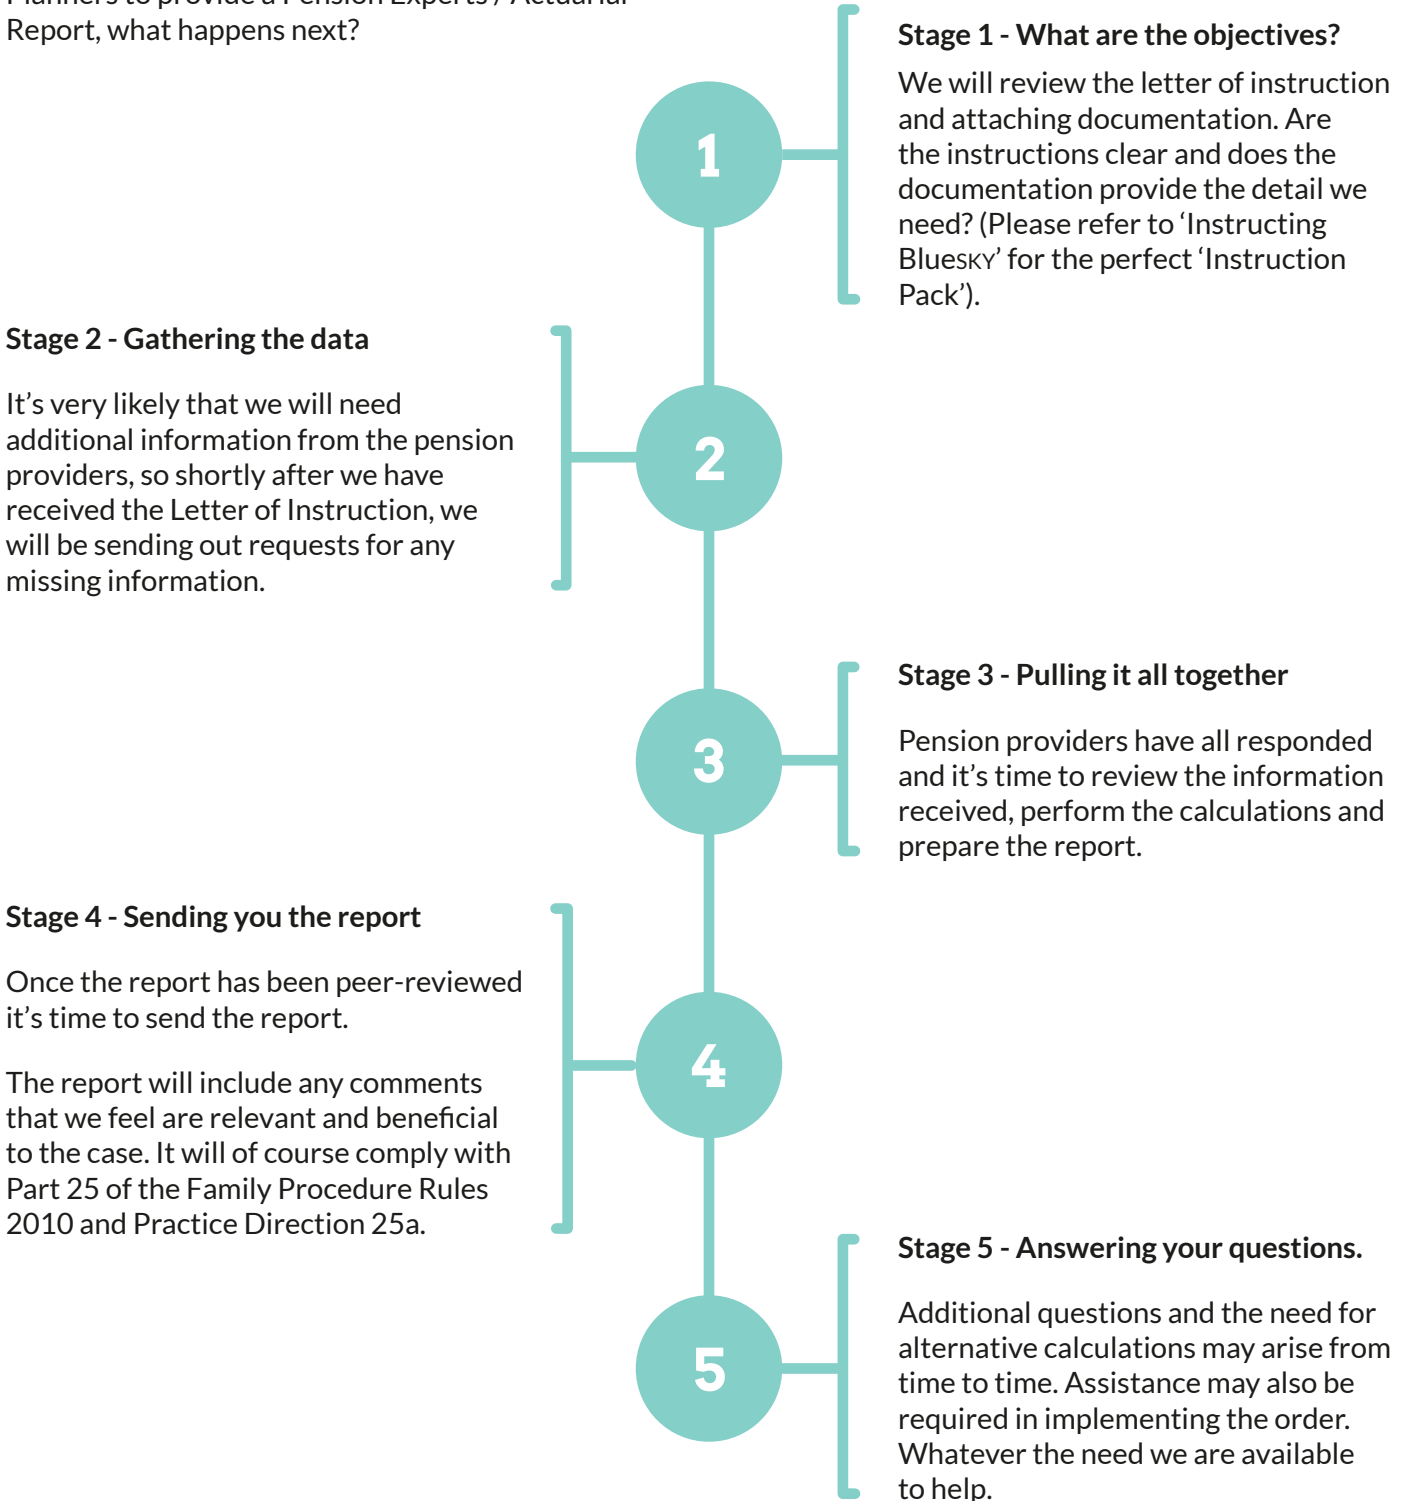 Planners to provide a Pension Experts / Actuarial
Report, what happens next?
Stage 1 - What are the objectives?
We will review the letter of instruction
and attaching documentation. Are
the instructions clear and does the
documentation provide the detail we
need? (Please refer to ‘Instructing
BlueSKY’ for the perfect ‘Instruction
Pack’).
1
Stage 2 - Gathering the data
It’s very likely that we will need
additional information from the pension
providers, so shortly after we have
received the Letter of Instruction, we
will be sending out requests for any
missing information.
2
Stage 3 - Pulling it all together
Pension providers have all responded
and it’s time to review the information
received, perform the calculations and
prepare the report.
3
Stage 4 - Sending you the report
Once the report has been peer-reviewed
it’s time to send the report.
The report will include any comments
that we feel are relevant and beneficial
to the case. It will of course comply with
Part 25 of the Family Procedure Rules
2010 and Practice Direction 25a.
4
Stage 5 - Answering your questions.
Additional questions and the need for
alternative calculations may arise from
time to time. Assistance may also be
required in implementing the order.
Whatever the need we are available
to help.
5